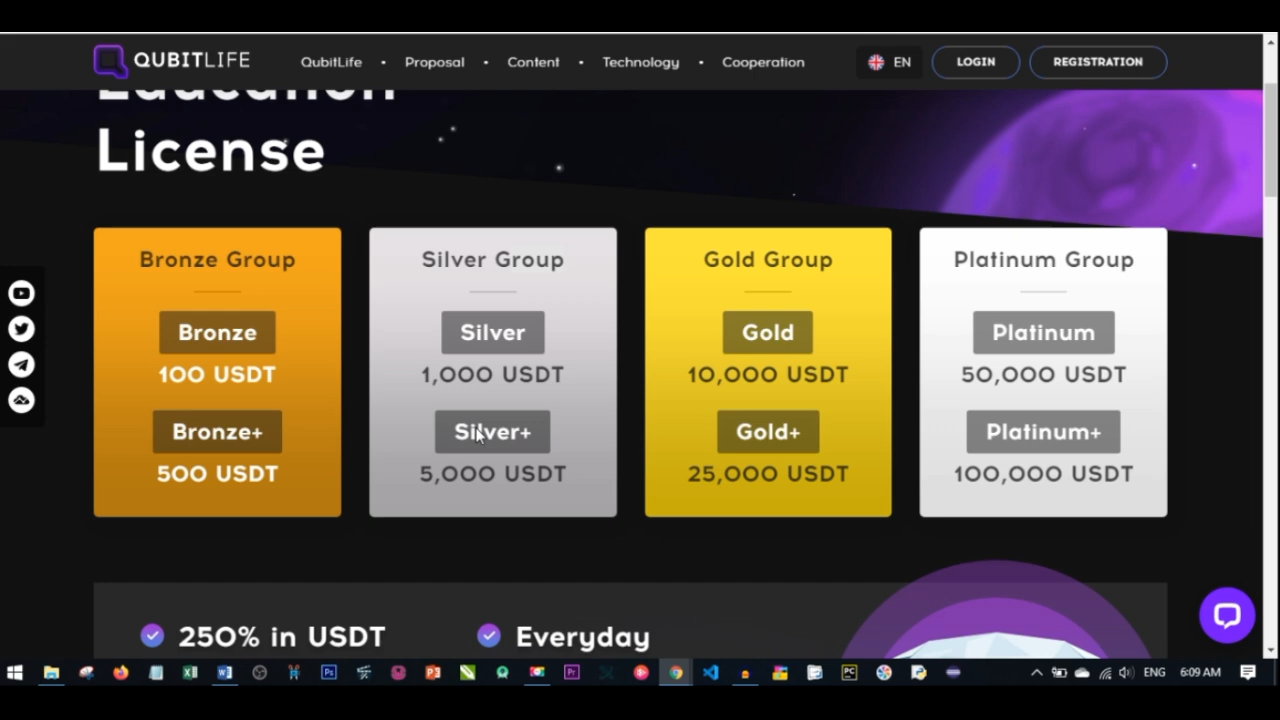 QUBITLIFE
QubitLife • Proposal • Content • Technology • Cooperation
EN
LOGIN
REGISTRATION
Education
License
Bronze Group
Bronze
100 USDT
Bronze+
500 USDT
Silver Group
Silver
1,000 USDT
Silver+
5,000 USDT
Gold Group
Gold
10,000 USDT
Gold+
25,000 USDT
Platinum Group
Platinum
50,000 USDT
Platinum+
100,000 USDT
250% in USDT
Everyday
ENG
6:09 AM